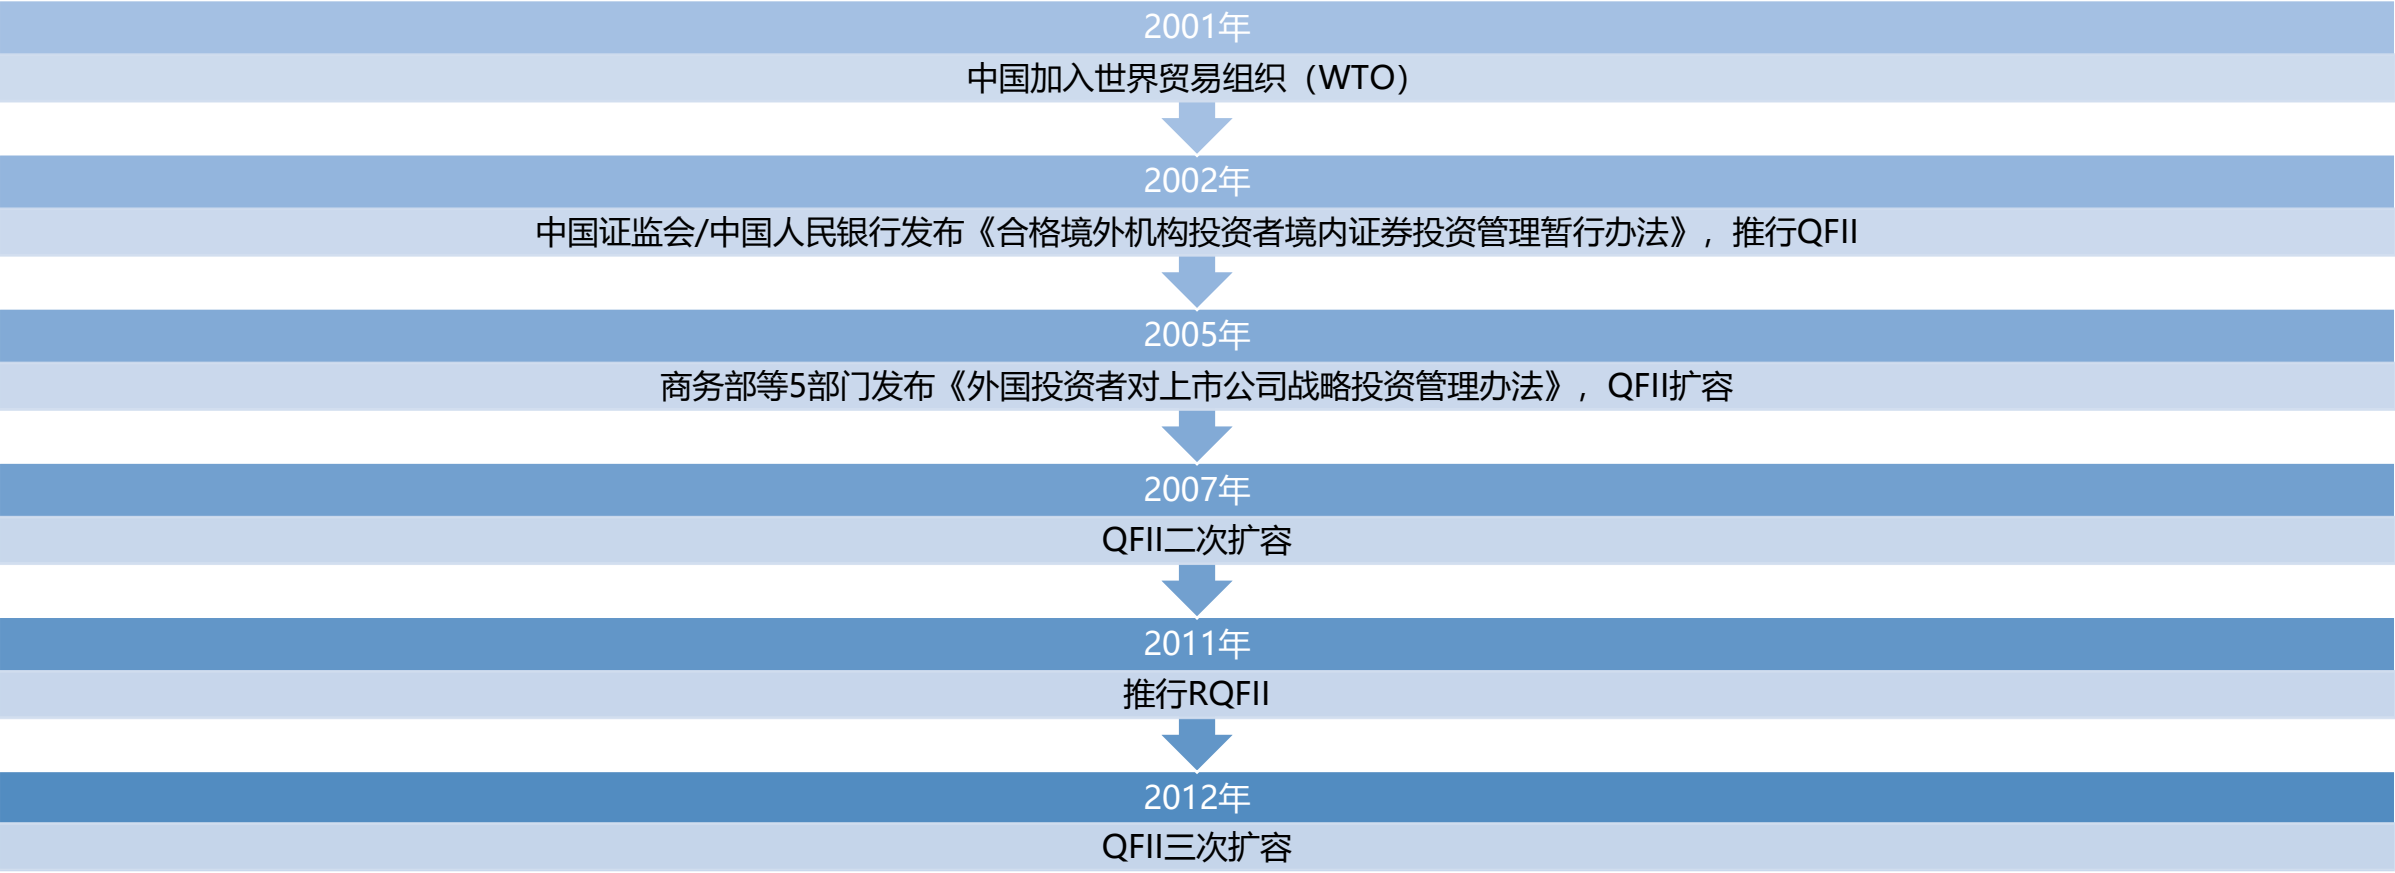 2001年
中国加入世界贸易组织（WTO）
2002年
中国证监会/中国人民银行发布《合格境外机构投资者境内证券投资管理暂行办法》，推行QFII
2005年
商务部等5部门发布《外国投资者对上市公司战略投资管理办法》，QFII扩容
2007年
QFII二次扩容
2011年
推行RQFII
2012年
QFII三次扩容